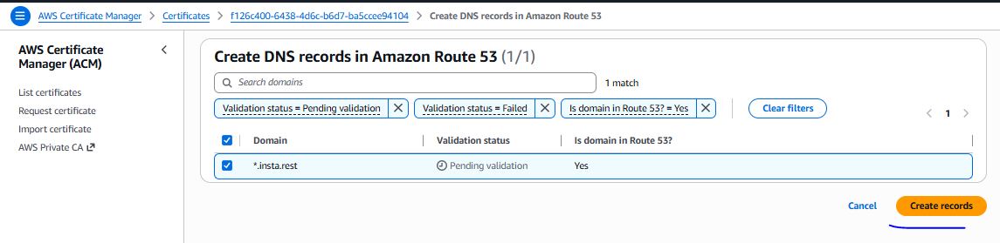 AWS Certificate Manager > Certificates > f126c400-6438-4d6c-b6d7-ba5ccee94104 > Create DNS records in Amazon Route 53
AWS Certificate Manager (ACM)
List certificates
Request certificate
Import certificate
AWS Private CA
Create DNS records in Amazon Route 53 (1/1)
Search domains
1 match
Validation status = Pending validation
Validation status = Failed
Is domain in Route 53? = Yes
Clear filters
1
Domain Validation status Is domain in Route 53?
*.insta.rest Pending validation Yes
Cancel Create records